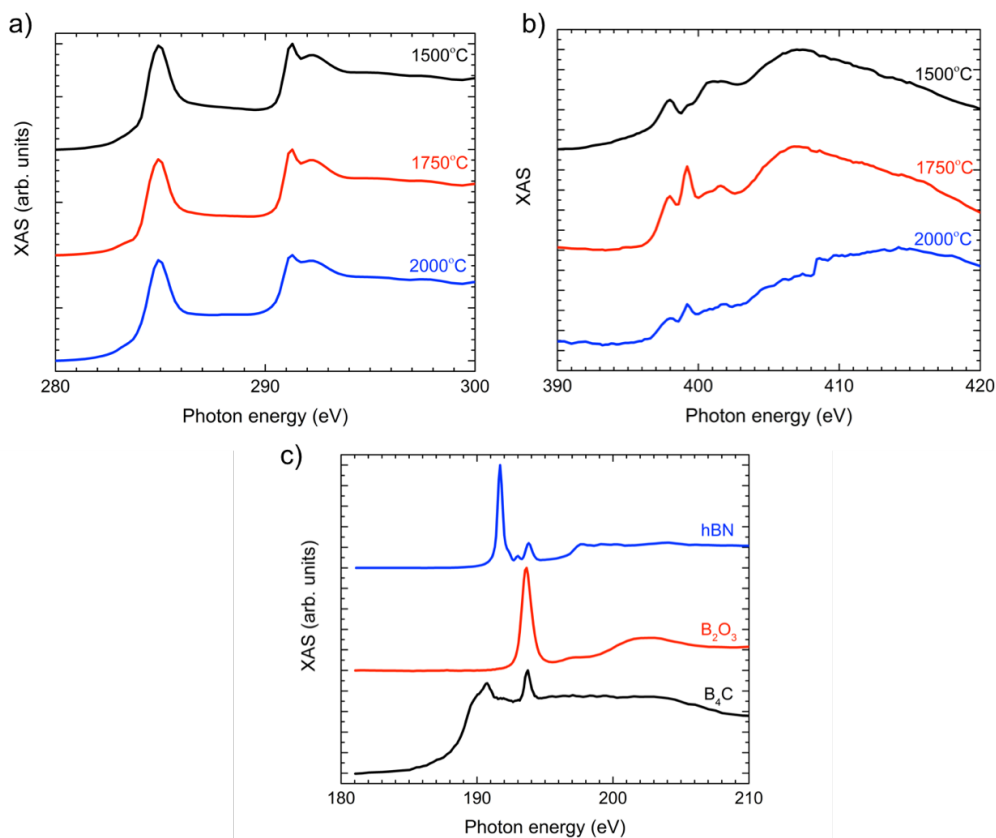 a)
XAS (arb. units)
1500°C
1750°C
2000°C
280 290 300
Photon energy (eV)
b)
XAS
1500°C
1750°C
2000°C
390 400 410 420
Photon energy (eV)
c)
XAS (arb. units)
hBN
B₂O₃
B₄C
180 190 200 210
Photon energy (eV)